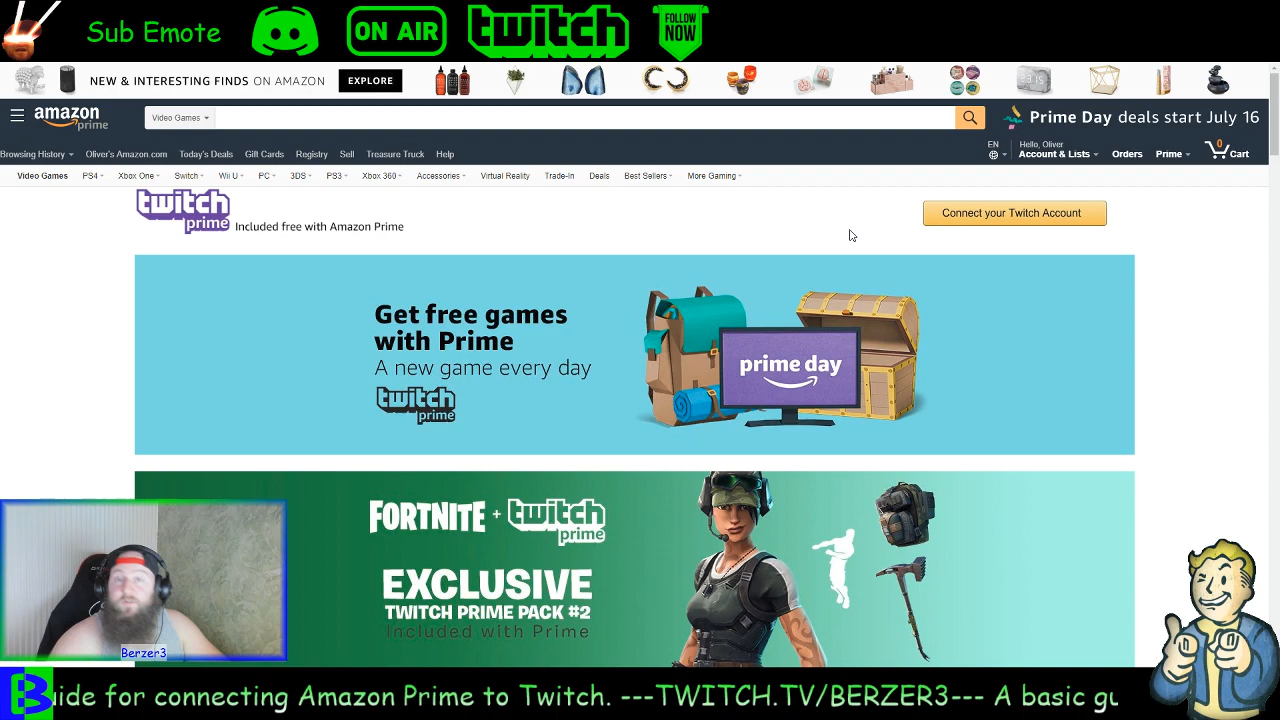 Sub Emote
ON AIR
twitch
FOLLOW
NOW
NEW & INTERESTING FINDS ON AMAZON
EXPLORE
3:15
amazon
prime
Video Games
Prime Day deals start July 16
Browsing History
Oliver's Amazon.com
Today's Deals
Gift Cards
Registry
Sell
Treasure Truck
Help
EN
Hello, Oliver
Account & Lists
Orders
Prime
0
Cart
Video Games
PS4
Xbox One
Switch
Wii U
PC
3DS
PS3
Xbox 360
Accessories
Virtual Reality
Trade-In
Deals
Best Sellers
More Gaming
twitch
prime
Included free with Amazon Prime
Connect your Twitch Account
Get free games
with Prime
A new game every day
twitch
prime
prime day
FORTNITE + twitch
prime
EXCLUSIVE
TWITCH PRIME PACK #2
Included with Prime
Berzer3
B
uide for connecting Amazon Prime to Twitch. ---TWITCH.TV/BERZER3--- A basic gu